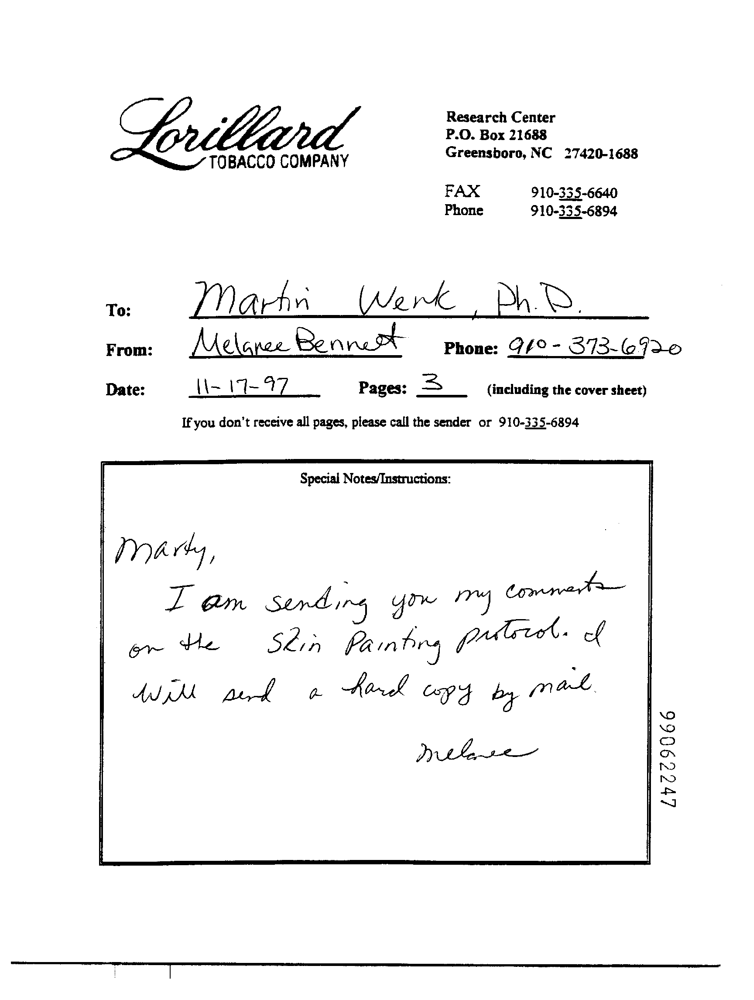 Lorillard
TOBACCO COMPANY
Research Center
P.O. Box 21688
Greensboro, NC 27420-1688
FAX 910-335-6640
Phone 910-335-6894
To: Martin Wenk, Ph.D.
From: Melanee Bennett Phone: 910-373-6920
Date: 11-17-97 Pages: 3 (including the cover sheet)
If you don't receive all pages, please call the sender or 910-335-6894
Special Notes/Instructions:
Marty,
I am sending you my comments
on the Skin Painting protocol. I
will send a hard copy by mail.
Melanee
99062247